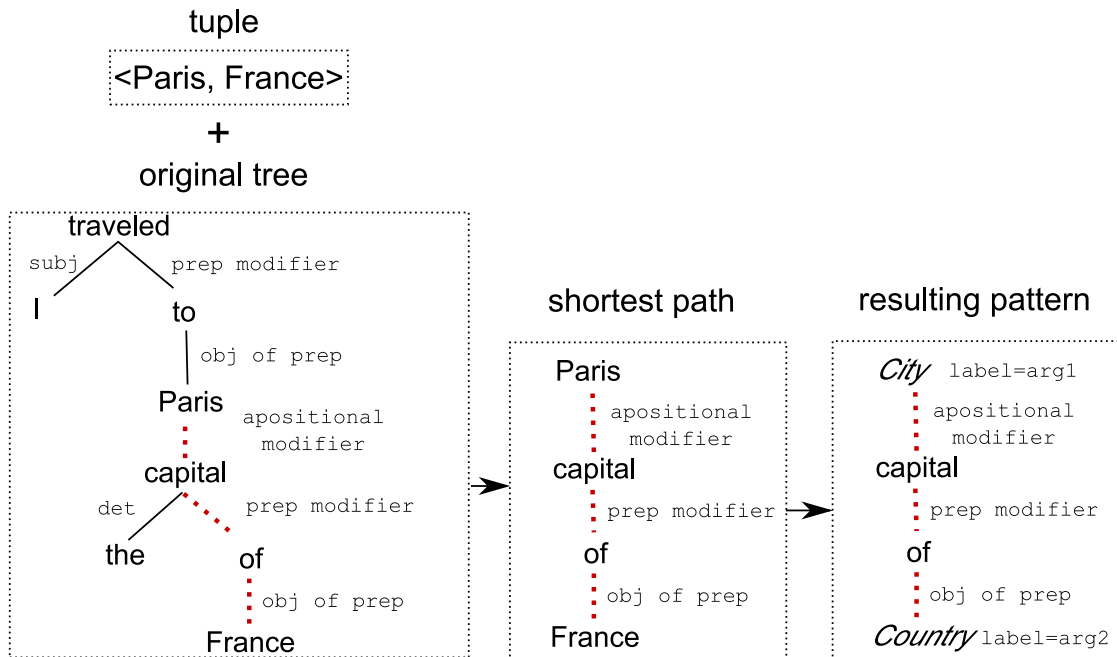 tuple
<Paris, France>
+
original tree
traveled
subj
prep modifier
I
to
obj of prep
Paris
apositional
modifier
capital
det
prep modifier
the
of
obj of prep
France
shortest path
Paris
apositional
modifier
capital
prep modifier
of
obj of prep
France
resulting pattern
City label=arg1
apositional
modifier
capital
prep modifier
of
obj of prep
Country label=arg2